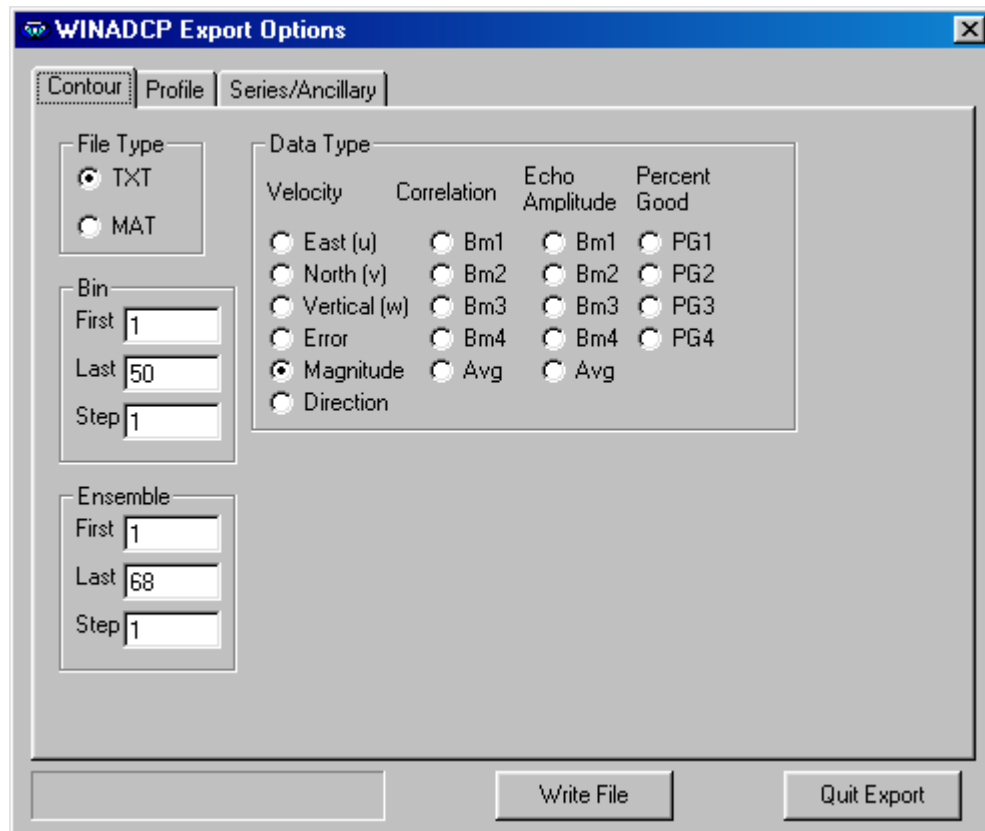 WINADCP Export Options
Contour Profile Series/Ancillary
File Type
TXT
MAT
Bin
First 1
Last 50
Step 1
Ensemble
First 1
Last 68
Step 1
Data Type
Velocity Correlation Echo Amplitude Percent Good
East (u) Bm1 Bm1 PG1
North (v) Bm2 Bm2 PG2
Vertical (w) Bm3 Bm3 PG3
Error Bm4 Bm4 PG4
Magnitude Avg Avg
Direction
Write File Quit Export